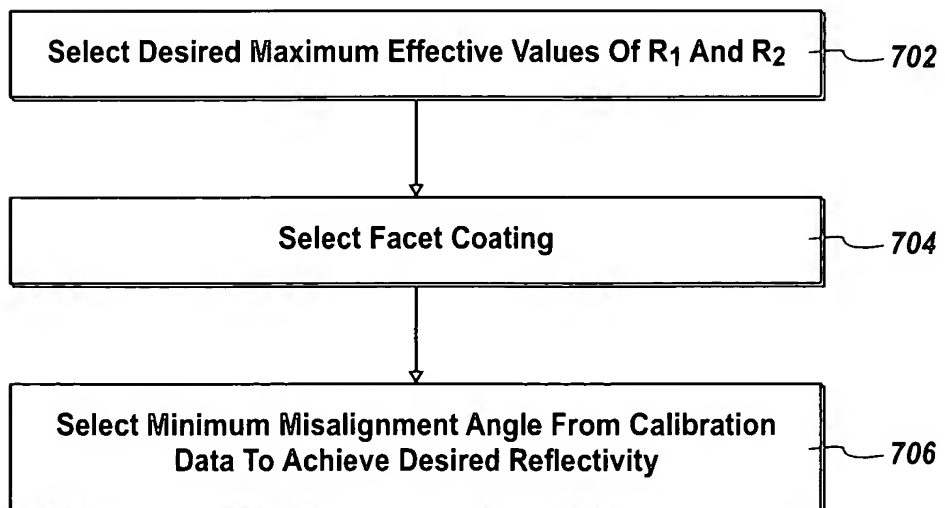 Select Desired Maximum Effective Values Of R1 And R2
702
Select Facet Coating
704
Select Minimum Misalignment Angle From Calibration
Data To Achieve Desired Reflectivity
706